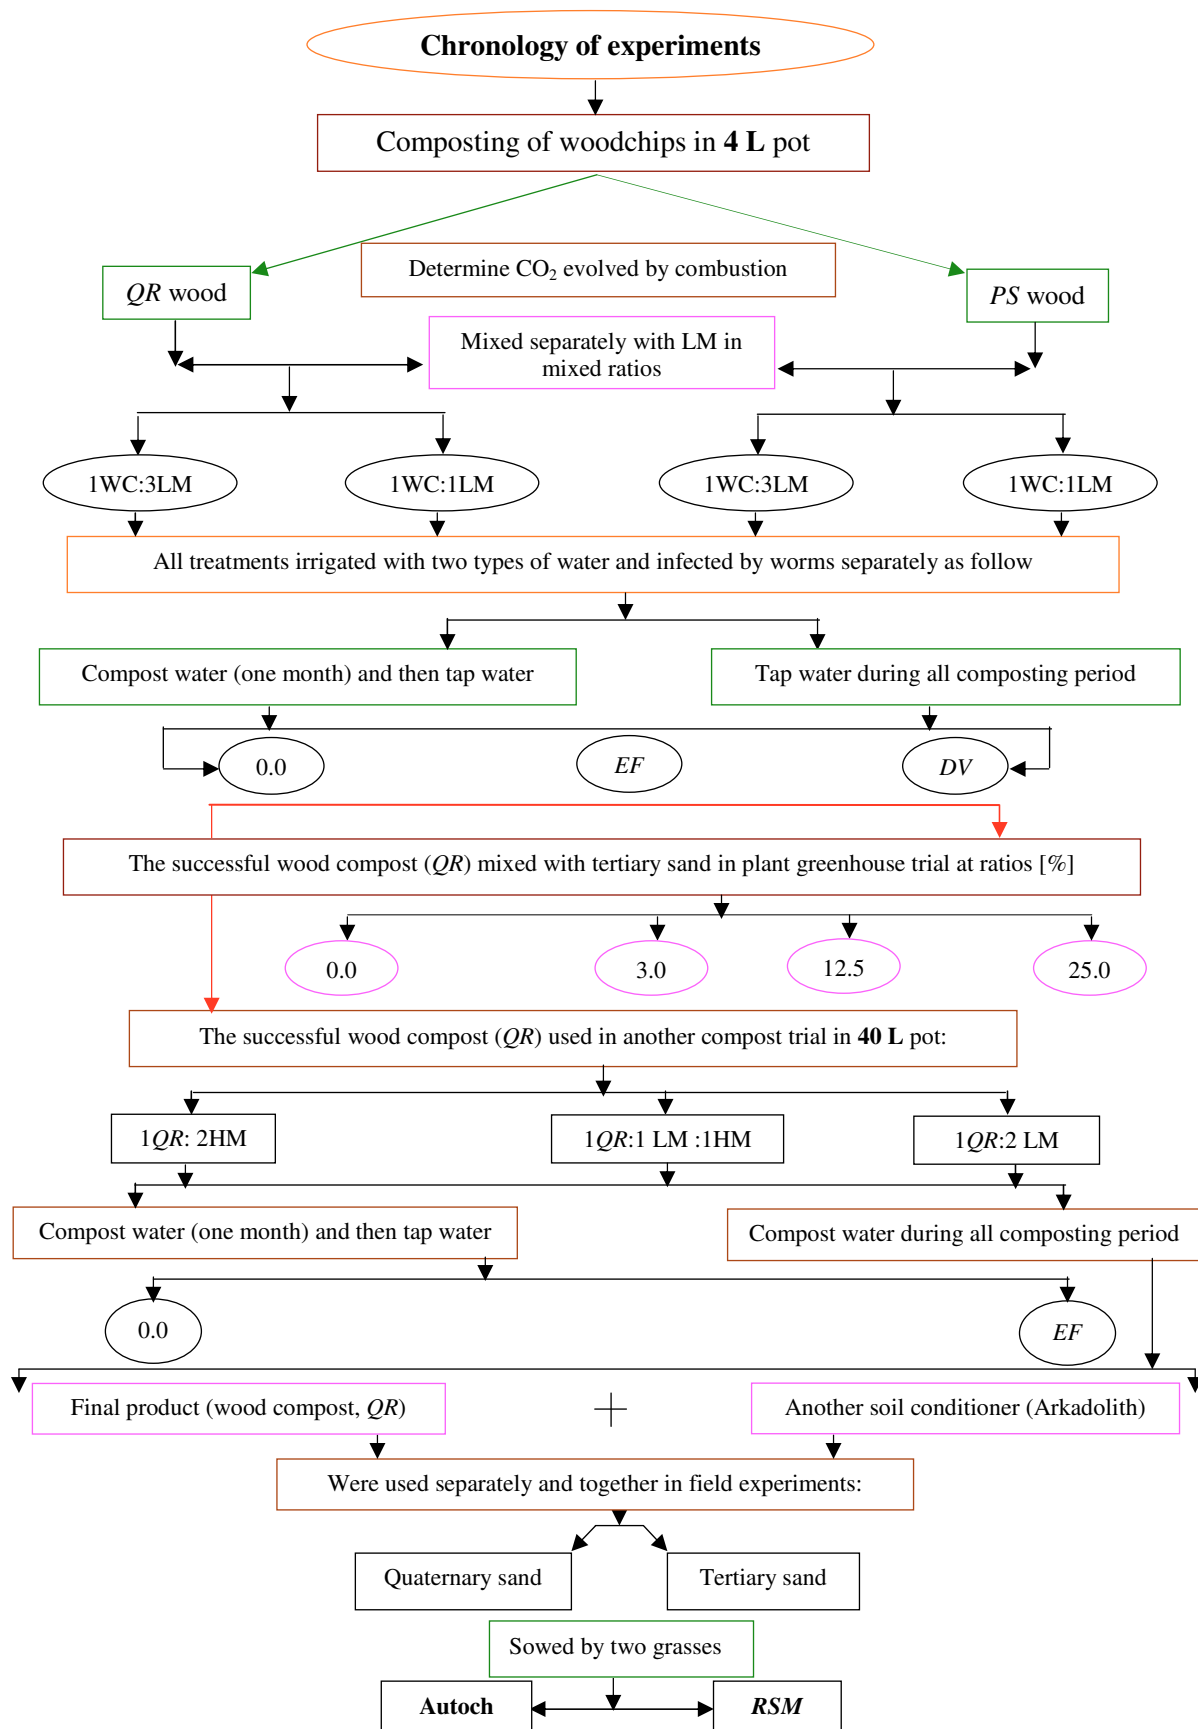 Chronology of experiments
Composting of woodchips in 4 L pot
Determine CO₂ evolved by combustion
QR wood
PS wood
Mixed separately with LM in
mixed ratios
1WC:3LM
1WC:1LM
1WC:3LM
1WC:1LM
All treatments irrigated with two types of water and infected by worms separately as follow
Compost water (one month) and then tap water
Tap water during all composting period
0.0
EF
DV
The successful wood compost (QR) mixed with tertiary sand in plant greenhouse trial at ratios [%]
0.0
3.0
12.5
25.0
The successful wood compost (QR) used in another compost trial in 40 L pot:
1QR: 2HM
1QR:1 LM :1HM
1QR:2 LM
Compost water (one month) and then tap water
Compost water during all composting period
0.0
EF
Final product (wood compost, QR)
Another soil conditioner (Arkadolith)
Were used separately and together in field experiments:
Quaternary sand
Tertiary sand
Sowed by two grasses
Autoch
RSM